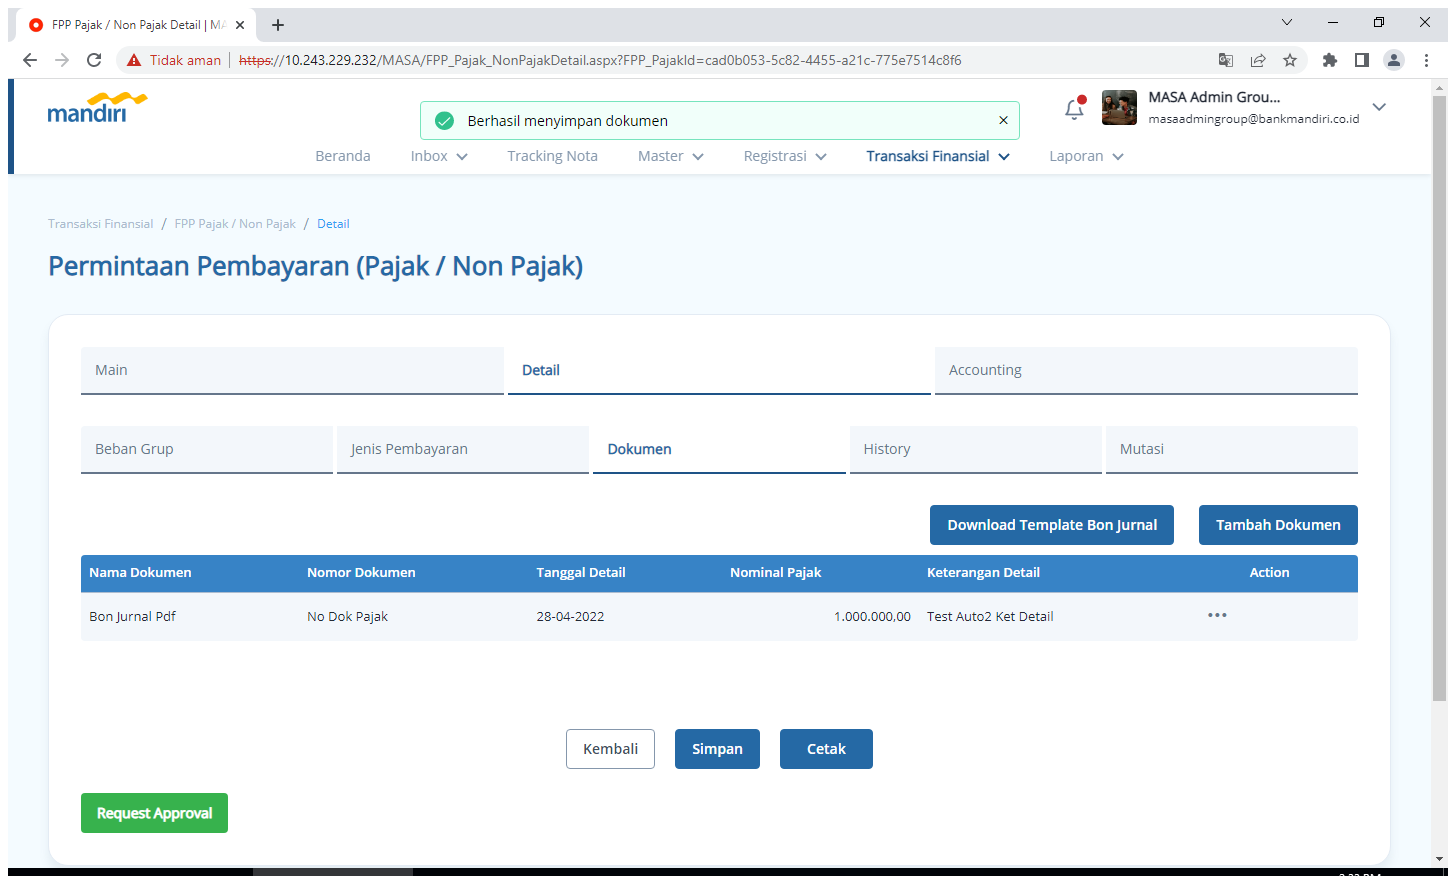 FPP Pajak / Non Pajak Detail | MA
Tidak aman | https://10.243.229.232/MASA/FPP_Pajak_NonPajakDetail.aspx?FPP_PajakId=cad0b053-5c82-4455-a21c-775e7514c8f6
mandiri
Berhasil menyimpan dokumen
MASA Admin Grou...
masaadmingroup@bankmandiri.co.id
Beranda Inbox Tracking Nota Master Registrasi Transaksi Finansial Laporan
Transaksi Finansial / FPP Pajak / Non Pajak / Detail
Permintaan Pembayaran (Pajak / Non Pajak)
Main Detail Accounting
Beban Grup Jenis Pembayaran Dokumen History Mutasi
Download Template Bon Jurnal Tambah Dokumen
Nama Dokumen Nomor Dokumen Tanggal Detail Nominal Pajak Keterangan Detail Action
Bon Jurnal Pdf No Dok Pajak 28-04-2022 1.000.000,00 Test Auto2 Ket Detail
Kembali Simpan Cetak
Request Approval